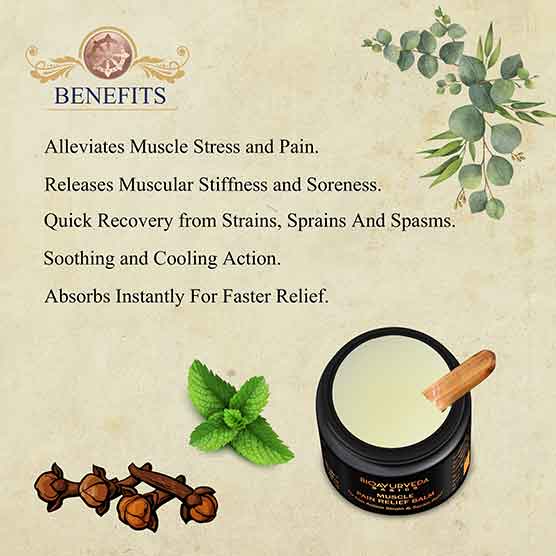 BENEFITS
Alleviates Muscle Stress and Pain.
Releases Muscular Stiffness and Soreness.
Quick Recovery from Strains, Sprains And Spasms.
Soothing and Cooling Action.
Absorbs Instantly For Faster Relief.
BIOAYURVEDA
BASICS
MUSCLE
PAIN RELIEF BALM